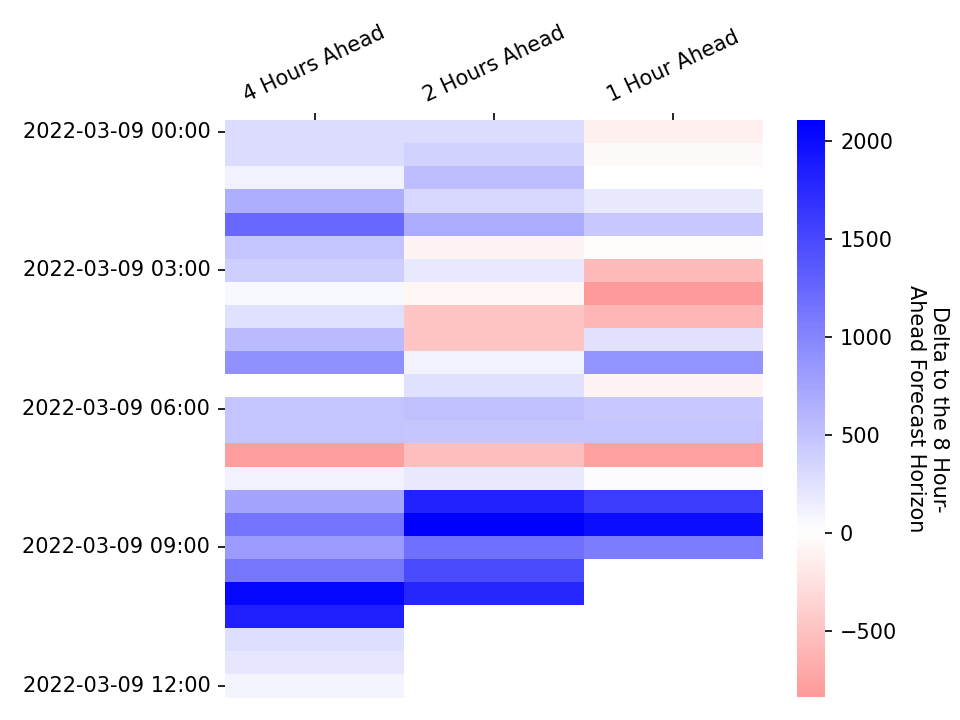 4 Hours Ahead
2 Hours Ahead
1 Hour Ahead
2022-03-09 00:00
2022-03-09 03:00
2022-03-09 06:00
2022-03-09 09:00
2022-03-09 12:00
2000
1500
1000
500
0
−500
Delta to the 8 Hour-
Ahead Forecast Horizon